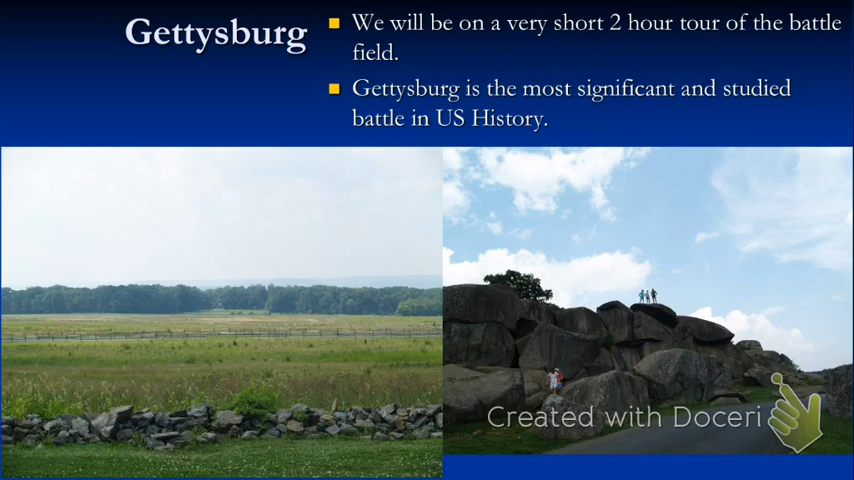 Gettysburg
We will be on a very short 2 hour tour of the battle
field.
Gettysburg is the most significant and studied
battle in US History.
Created with Doceri